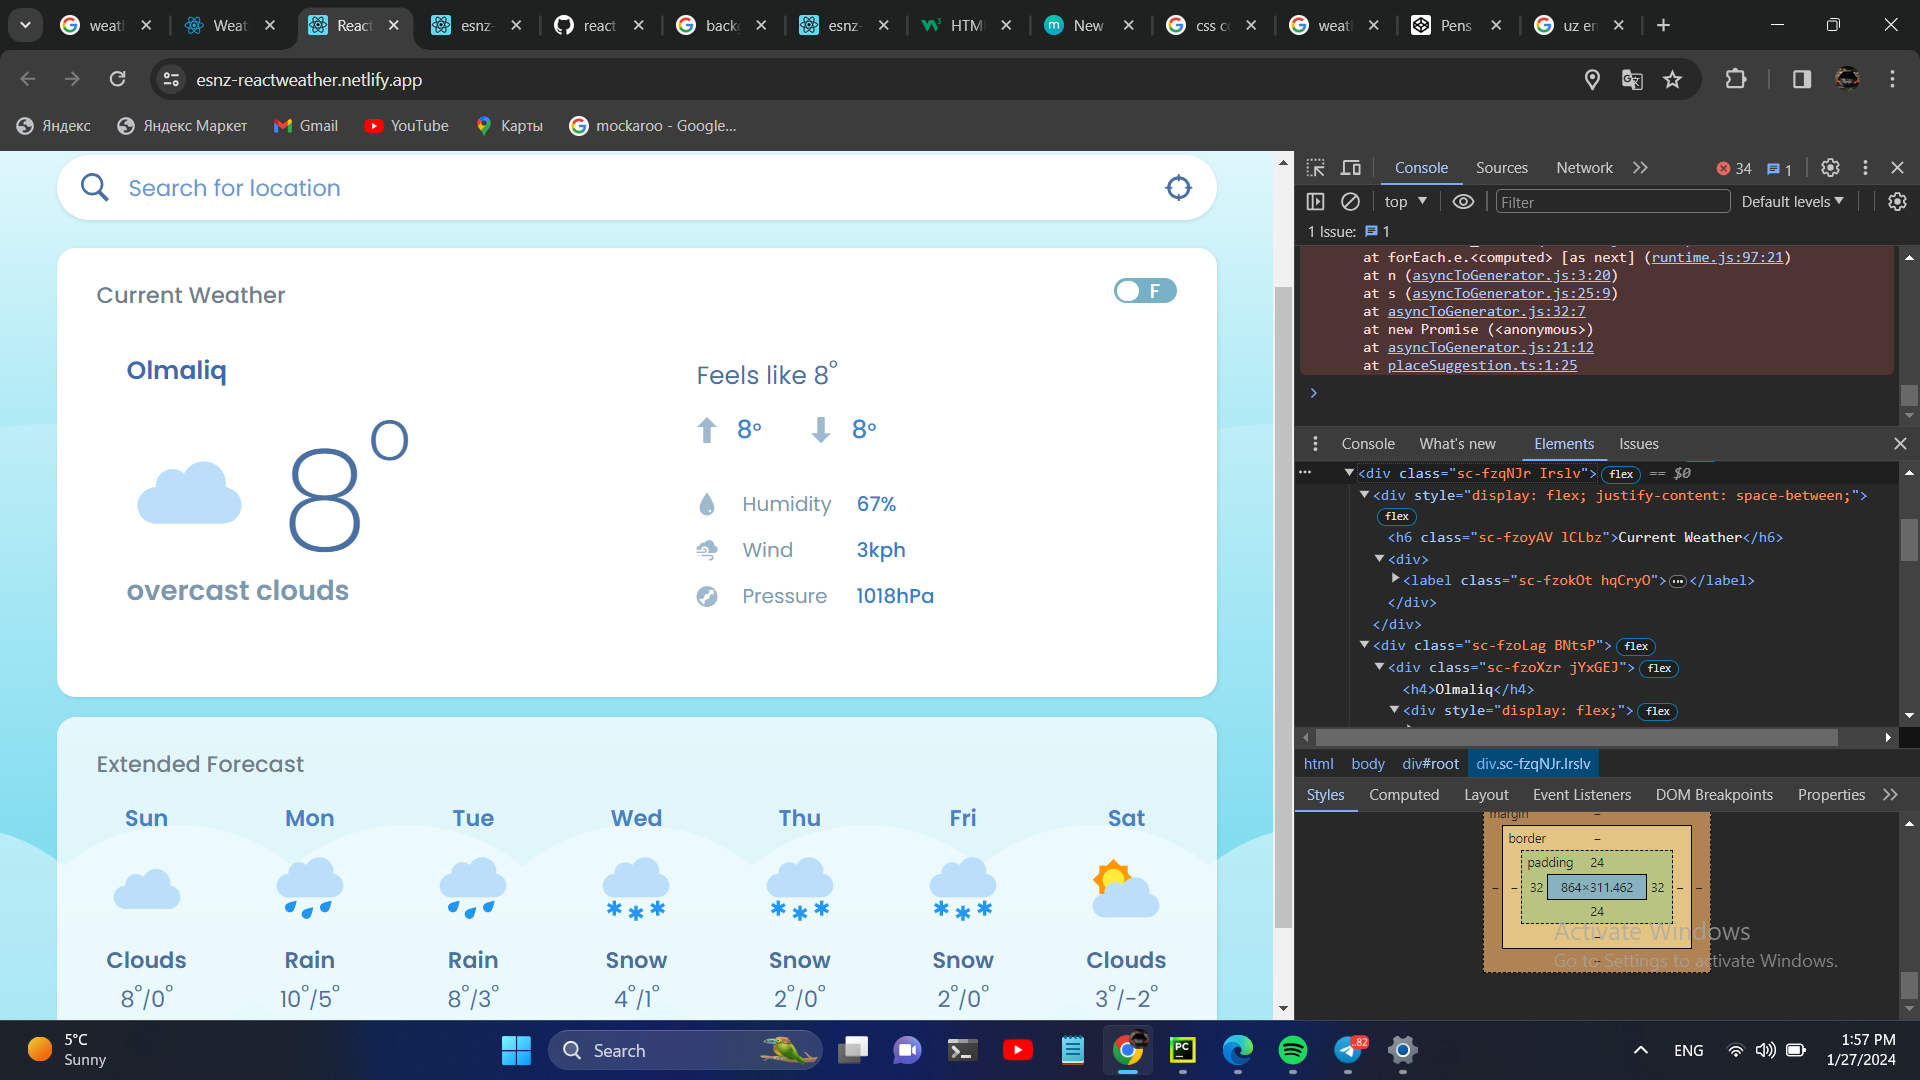 weatl
Weat
React
esnz-
react
back
esnz-
HTMI
New
css co
weatl
Pens
uz en
esnz-reactweather.netlify.app
Яндекс
Яндекс Маркет
Gmail
YouTube
Карты
mockaroo - Google...
Search for location
Current Weather
F
Olmaliq
8°
overcast clouds
Feels like 8°
8° 8°
Humidity 67%
Wind 3kph
Pressure 1018hPa
Extended Forecast
Sun Mon Tue Wed Thu Fri Sat
Clouds Rain Rain Snow Snow Snow Clouds
8°/0° 10°/5° 8°/3° 4°/1° 2°/0° 2°/0° 3°/-2°
Console Sources Network 34 1
top Filter Default levels
1 Issue: 1
at forEach.e.<computed> [as next] (runtime.js:97:21)
at n (asyncToGenerator.js:3:20)
at s (asyncToGenerator.js:25:9)
at asyncToGenerator.js:32:7
at new Promise (<anonymous>)
at asyncToGenerator.js:21:12
at placeSuggestion.ts:1:25
Console What's new Elements Issues
<div class="sc-fzqNJr Irslv"> flex == $0
<div style="display: flex; justify-content: space-between;">
flex
<h6 class="sc-fzoyAV lCLbz">Current Weather</h6>
<div>
<label class="sc-fzokOt hqCryO">…</label>
</div>
</div>
<div class="sc-fzoLag BNtsP"> flex
<div class="sc-fzoXzr jYxGEJ"> flex
<h4>Olmaliq</h4>
<div style="display: flex;"> flex
html body div#root div.sc-fzqNJr.Irslv
Styles Computed Layout Event Listeners DOM Breakpoints Properties
margin -
border -
padding 24
- - 32 864×311.462 32 - -
24
-
-
Activate Windows
Go to Settings to activate Windows.
5°C
Sunny
Search
PC
82
ENG
1:57 PM
1/27/2024